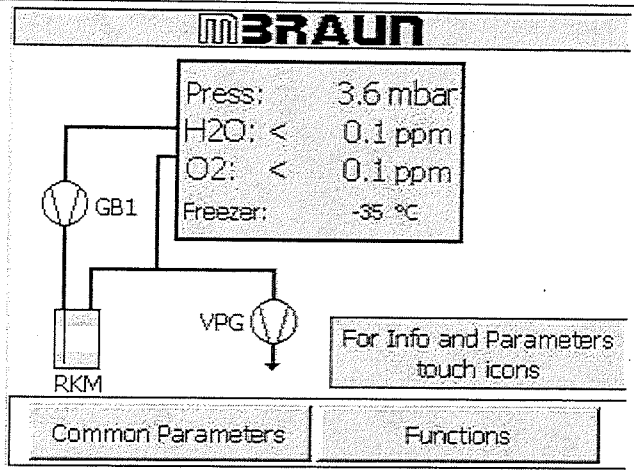 mBRAUN
Press: 3.6 mbar
H2O: < 0.1 ppm
O2: < 0.1 ppm
Freezer: -35 °C
GB1
VPG
RKM
For Info and Parameters
touch icons
Common Parameters Functions